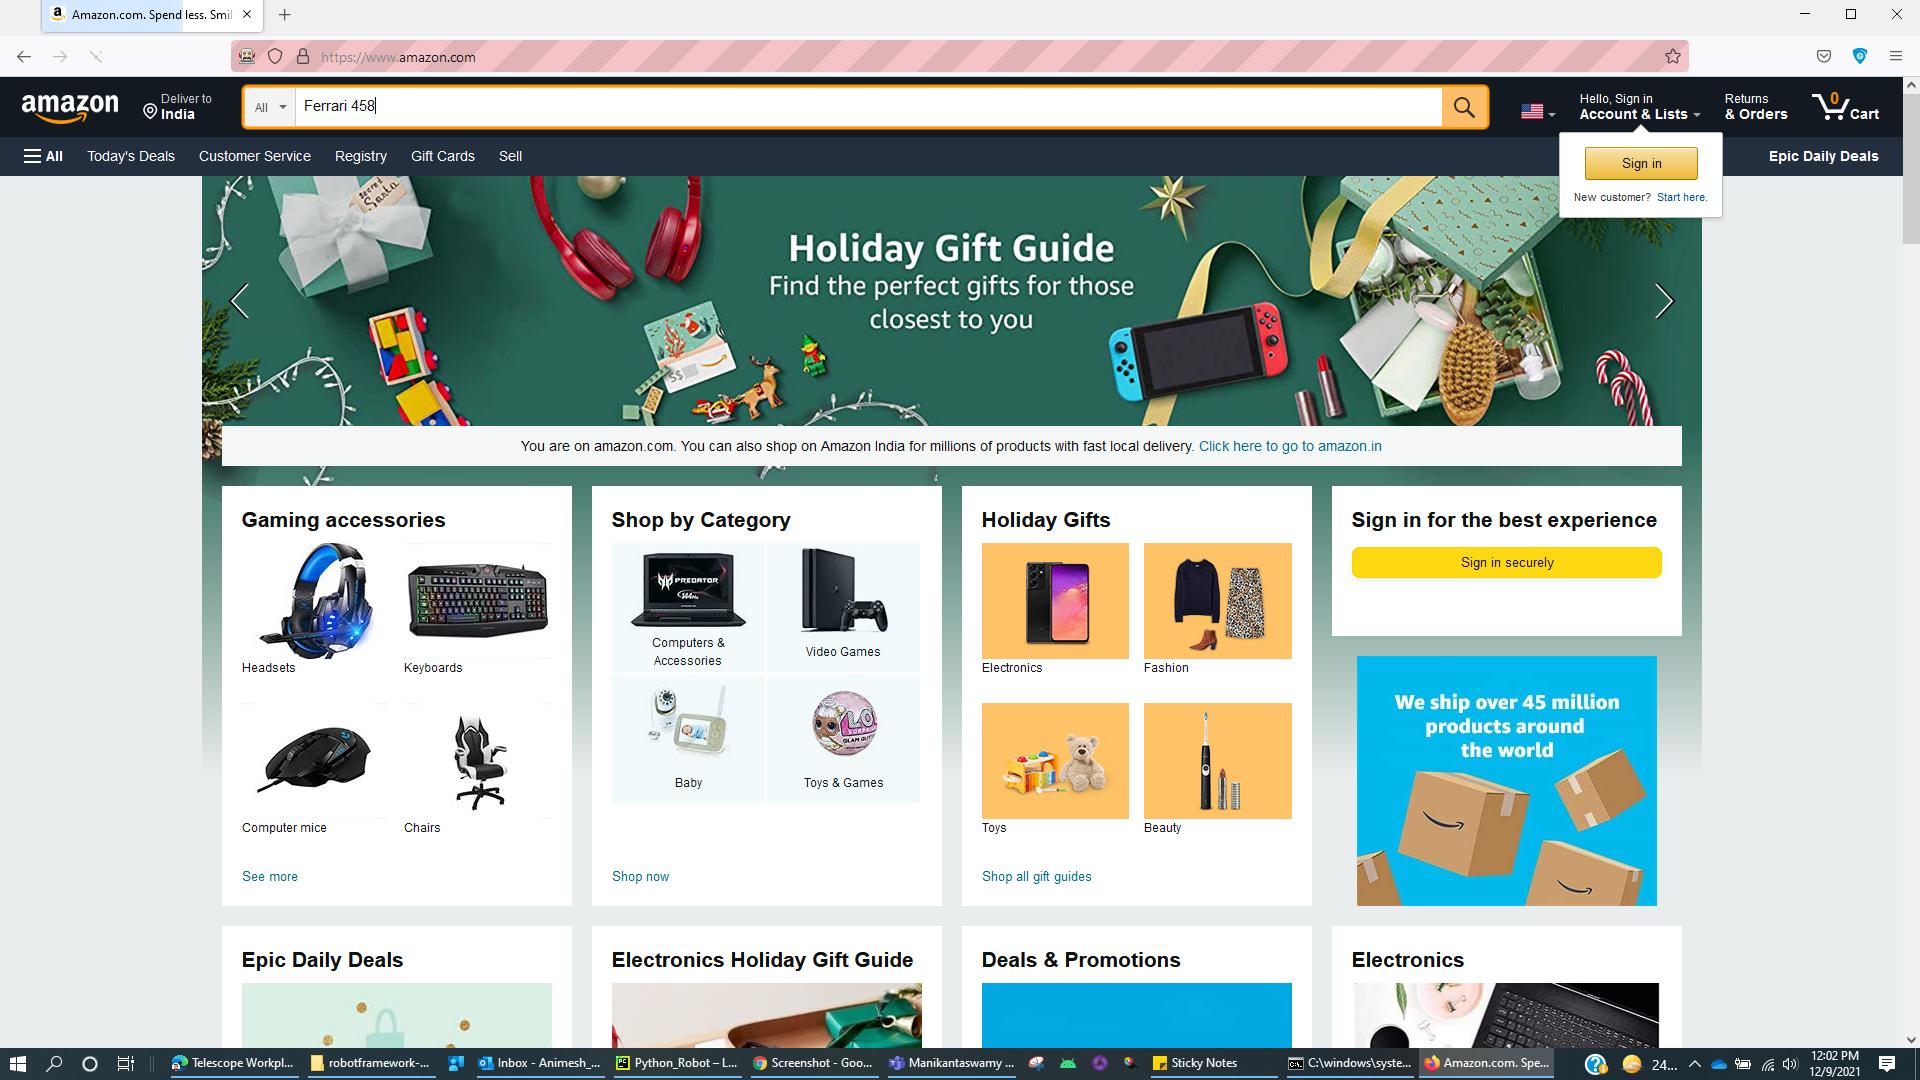 Amazon.com. Spend less. Smil
https://www.amazon.com
amazon
Deliver to
India
All
Ferrari 458
Hello, Sign in
Account & Lists
Returns
& Orders
0
Cart
All
Today's Deals
Customer Service
Registry
Gift Cards
Sell
Epic Daily Deals
Sign in
New customer? Start here.
Secret
Santa
Holiday Gift Guide
Find the perfect gifts for those
closest to you
S$
You are on amazon.com. You can also shop on Amazon India for millions of products with fast local delivery. Click here to go to amazon.in
Gaming accessories
Headsets
Keyboards
Computer mice
Chairs
See more
Shop by Category
PREDATOR
144Hz
Computers &
Accessories
Video Games
Baby
Toys & Games
Shop now
Holiday Gifts
Electronics
Fashion
Toys
Beauty
Shop all gift guides
Sign in for the best experience
Sign in securely
We ship over 45 million
products around
the world
Epic Daily Deals
Electronics Holiday Gift Guide
Deals & Promotions
Electronics
Telescope Workpl...
robotframework-...
Inbox - Animesh_...
Python_Robot – L...
Screenshot - Goo...
Manikantaswamy ...
Sticky Notes
C:\windows\syste...
Amazon.com. Spe...
24...
12:02 PM
12/9/2021